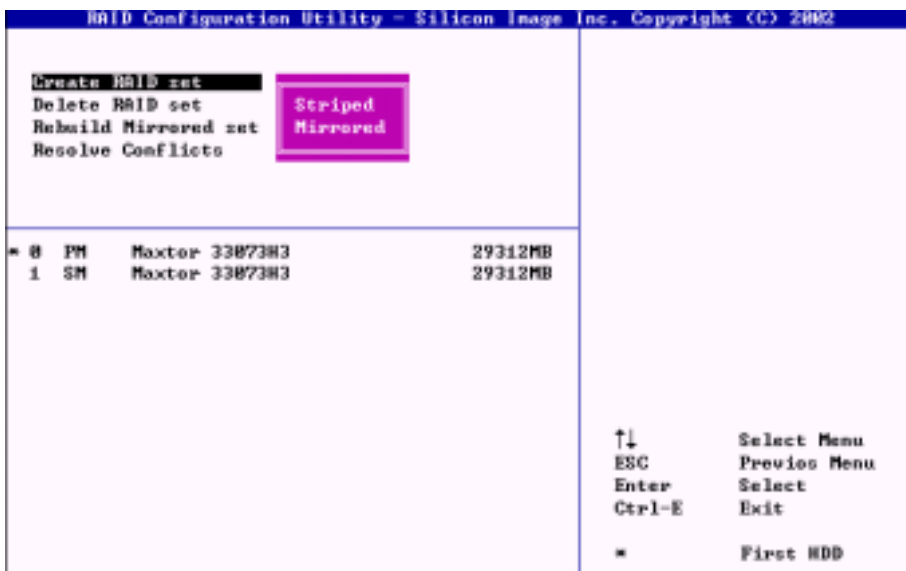 RAID Configuration Utility - Silicon Image Inc. Copyright (C) 2002
Create RAID set
Delete RAID set
Rebuild Mirrored set
Resolve Conflicts
Striped
Mirrored
* 0 PM Maxtor 33073H3 29312MB
1 SM Maxtor 33073H3 29312MB
↑↓ Select Menu
ESC Previos Menu
Enter Select
Ctrl-E Exit
* First HDD